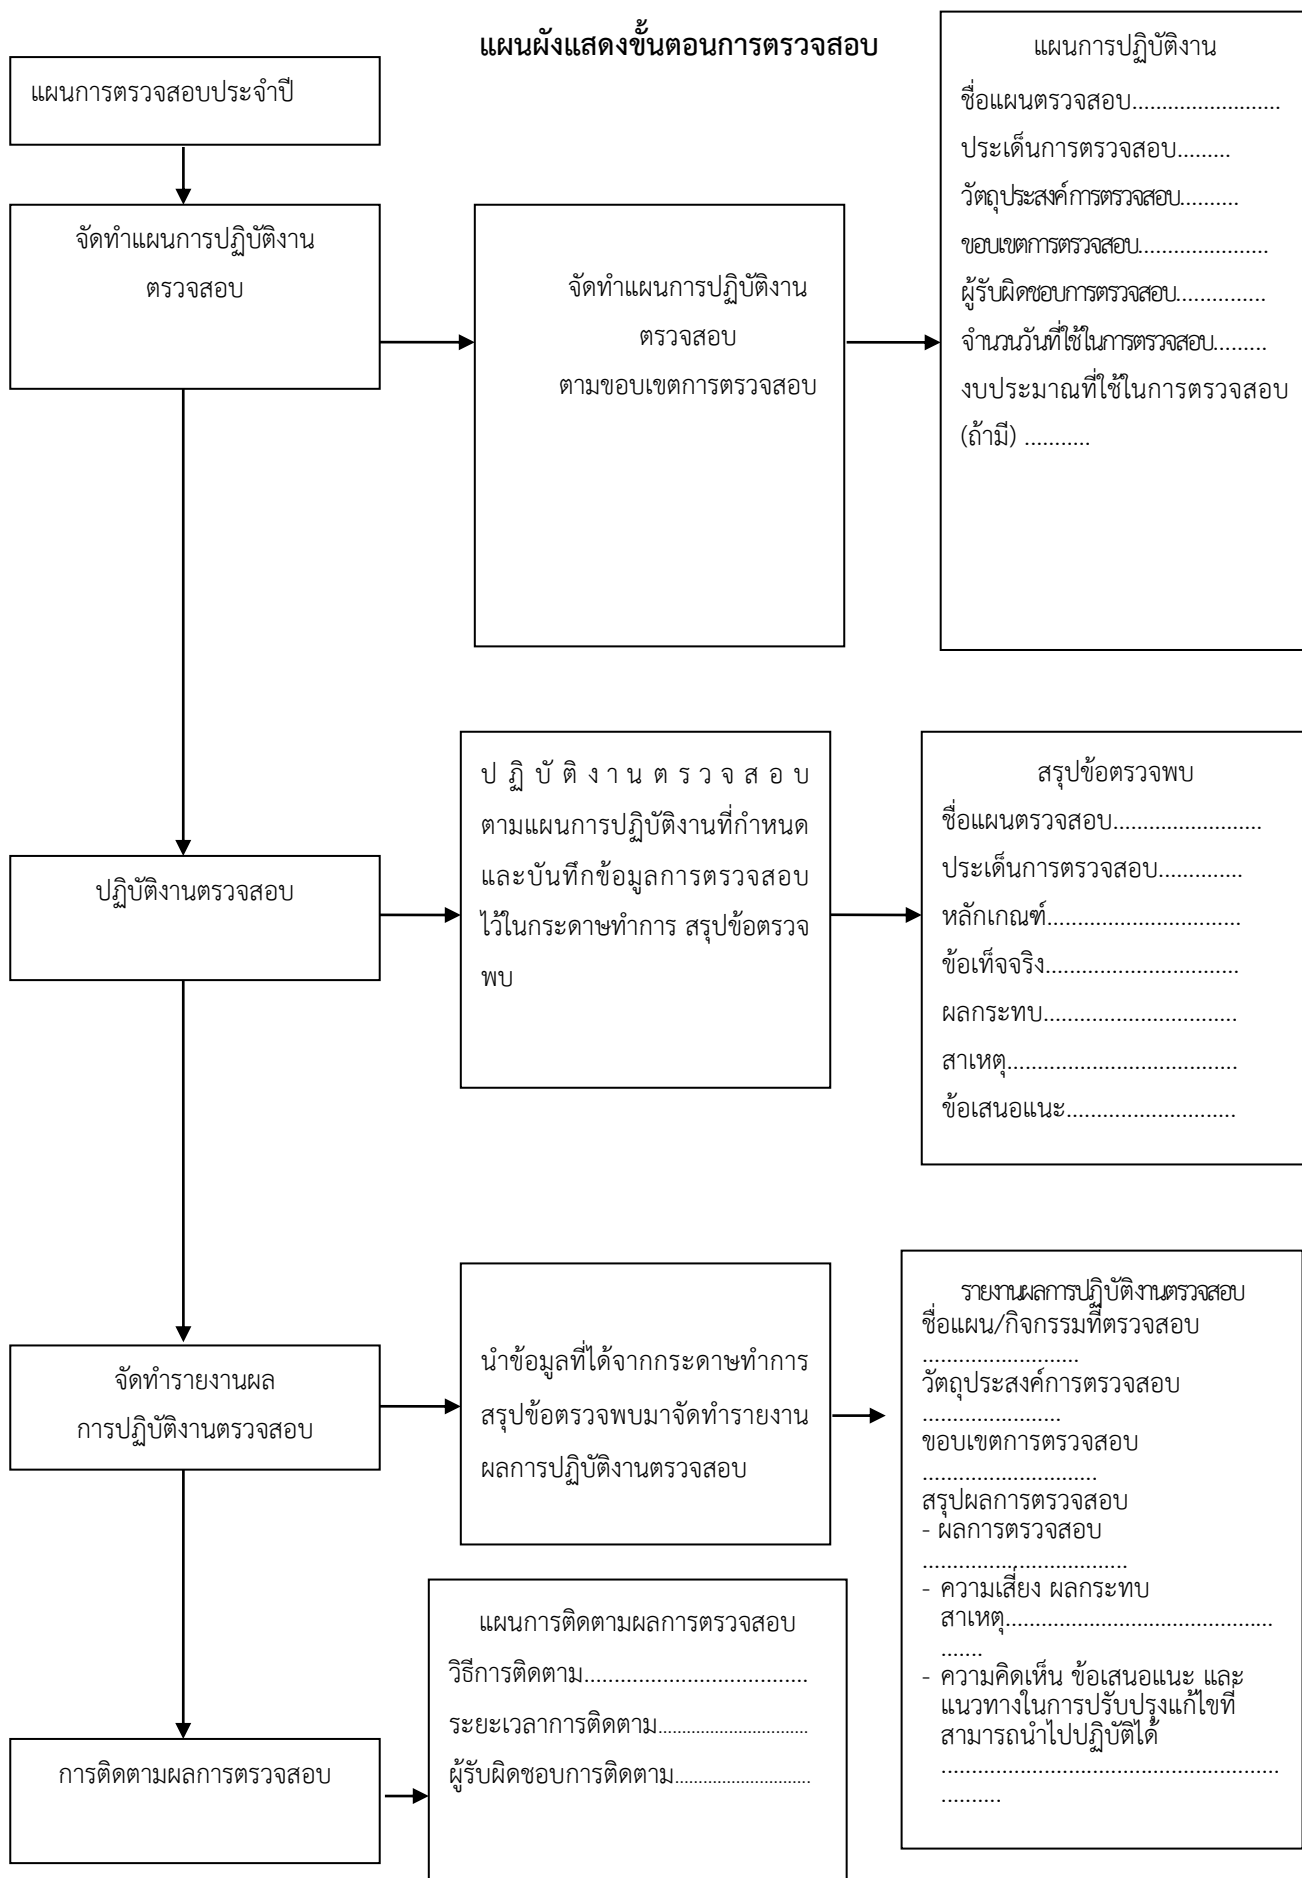 แผนผังแสดงขั้นตอนการตรวจสอบ
แผนการตรวจสอบประจำปี
จัดทำแผนการปฏิบัติงาน
ตรวจสอบ
จัดทำแผนการปฏิบัติงาน
ตรวจสอบ
ตามขอบเขตการตรวจสอบ
แผนการปฏิบัติงาน
ชื่อแผนตรวจสอบ.........................
ประเด็นการตรวจสอบ.........
วัตถุประสงค์การตรวจสอบ..........
ขอบเขตการตรวจสอบ......................
ผู้รับผิดชอบการตรวจสอบ...............
จำนวนวันที่ใช้ในการตรวจสอบ.........
งบประมาณที่ใช้ในการตรวจสอบ
(ถ้ามี) ...........
ปฏิบัติงานตรวจสอบ
ปฏิบัติงานตรวจสอบ
ตามแผนการปฏิบัติงานที่กำหนด
และบันทึกข้อมูลการตรวจสอบ
ไว้ในกระดาษทำการ สรุปข้อตรวจ
พบ
สรุปข้อตรวจพบ
ชื่อแผนตรวจสอบ.........................
ประเด็นการตรวจสอบ..............
หลักเกณฑ์................................
ข้อเท็จจริง................................
ผลกระทบ................................
สาเหตุ......................................
ข้อเสนอแนะ............................
จัดทำรายงานผล
การปฏิบัติงานตรวจสอบ
นำข้อมูลที่ได้จากกระดาษทำการ
สรุปข้อตรวจพบมาจัดทำรายงาน
ผลการปฏิบัติงานตรวจสอบ
รายงานผลการปฏิบัติงานตรวจสอบ
ชื่อแผน/กิจกรรมที่ตรวจสอบ
..........................
วัตถุประสงค์การตรวจสอบ
.......................
ขอบเขตการตรวจสอบ
.............................
สรุปผลการตรวจสอบ
- ผลการตรวจสอบ
..................................
- ความเสี่ยง ผลกระทบ
สาเหตุ............................................
.......
- ความคิดเห็น ข้อเสนอแนะ และ
แนวทางในการปรับปรุงแก้ไขที่
สามารถนำไปปฏิบัติได้
........................................................
..........
การติดตามผลการตรวจสอบ
แผนการติดตามผลการตรวจสอบ
วิธีการติดตาม.....................................
ระยะเวลาการติดตาม..................................
ผู้รับผิดชอบการติดตาม...............................